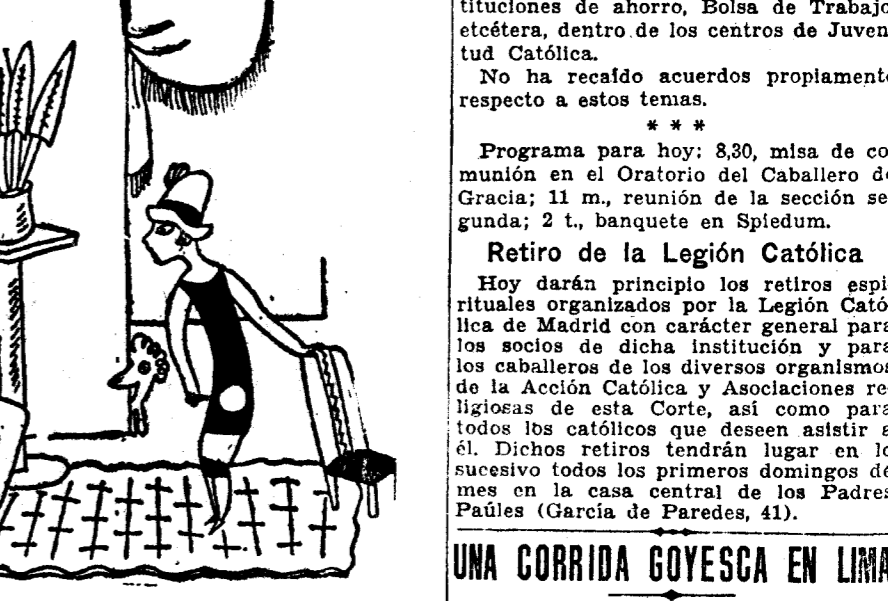 tituciones de ahorro, Bolsa de Trabajo
etcétera, dentro de los centros de Juven
tud Católica.
No ha recaído acuerdos propiamente
respecto a estos temas.
* * *
Programa para hoy: 8,30, misa de co
munión en el Oratorio del Caballero de
Gracia; 11 m., reunión de la sección se
gunda; 2 t., banquete en Spiedum.
Retiro de la Legión Católica
Hoy darán principio los retiros espi
rituales organizados por la Legión Cató
lica de Madrid con carácter general para
los socios de dicha institución y para
los caballeros de los diversos organismos
de la Acción Católica y Asociaciones re
ligiosas de esta Corte, así como para
todos los católicos que deseen asistir a
él. Dichos retiros tendrán lugar en lo
sucesivo todos los primeros domingos de
mes en la casa central de los Padres
Paúles (García de Paredes, 41).
UNA CORRIDA GOYESCA EN LIMA